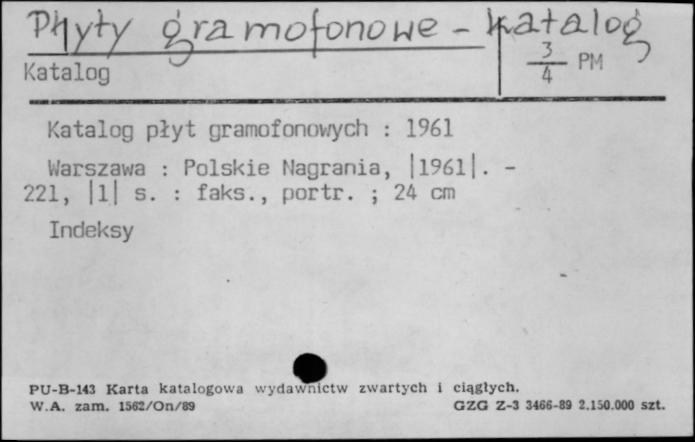 Płyty gramofonowe - katalog
Katalog
3/4 PM
Katalog płyt gramofonowych : 1961
Warszawa : Polskie Nagrania, |1961|. -
221, |1| s. : faks., portr. ; 24 cm
Indeksy
PU-B-143 Karta katalogowa wydawnictw zwartych i ciągłych.
W.A. zam. 1562/On/89 GZG Z-3 3466-89 2.150.000 szt.